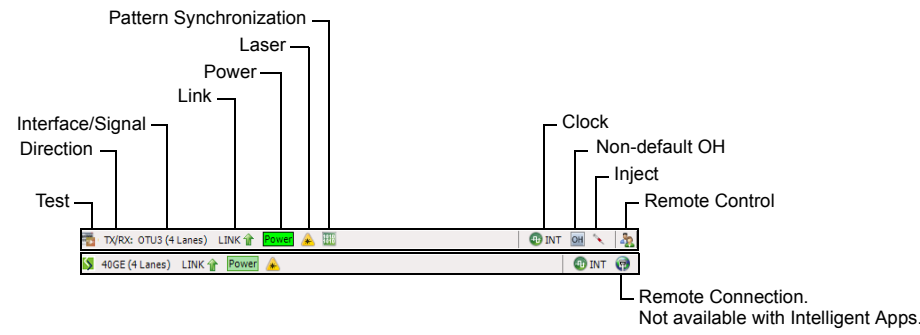 Pattern Synchronization
Laser
Power
Link
Interface/Signal
Direction
Test
Clock
Non-default OH
Inject
Remote Control
TX/RX: OTU3 (4 Lanes) LINK Power INT OH
40GE (4 Lanes) LINK Power INT
Remote Connection.
Not available with Intelligent Apps.